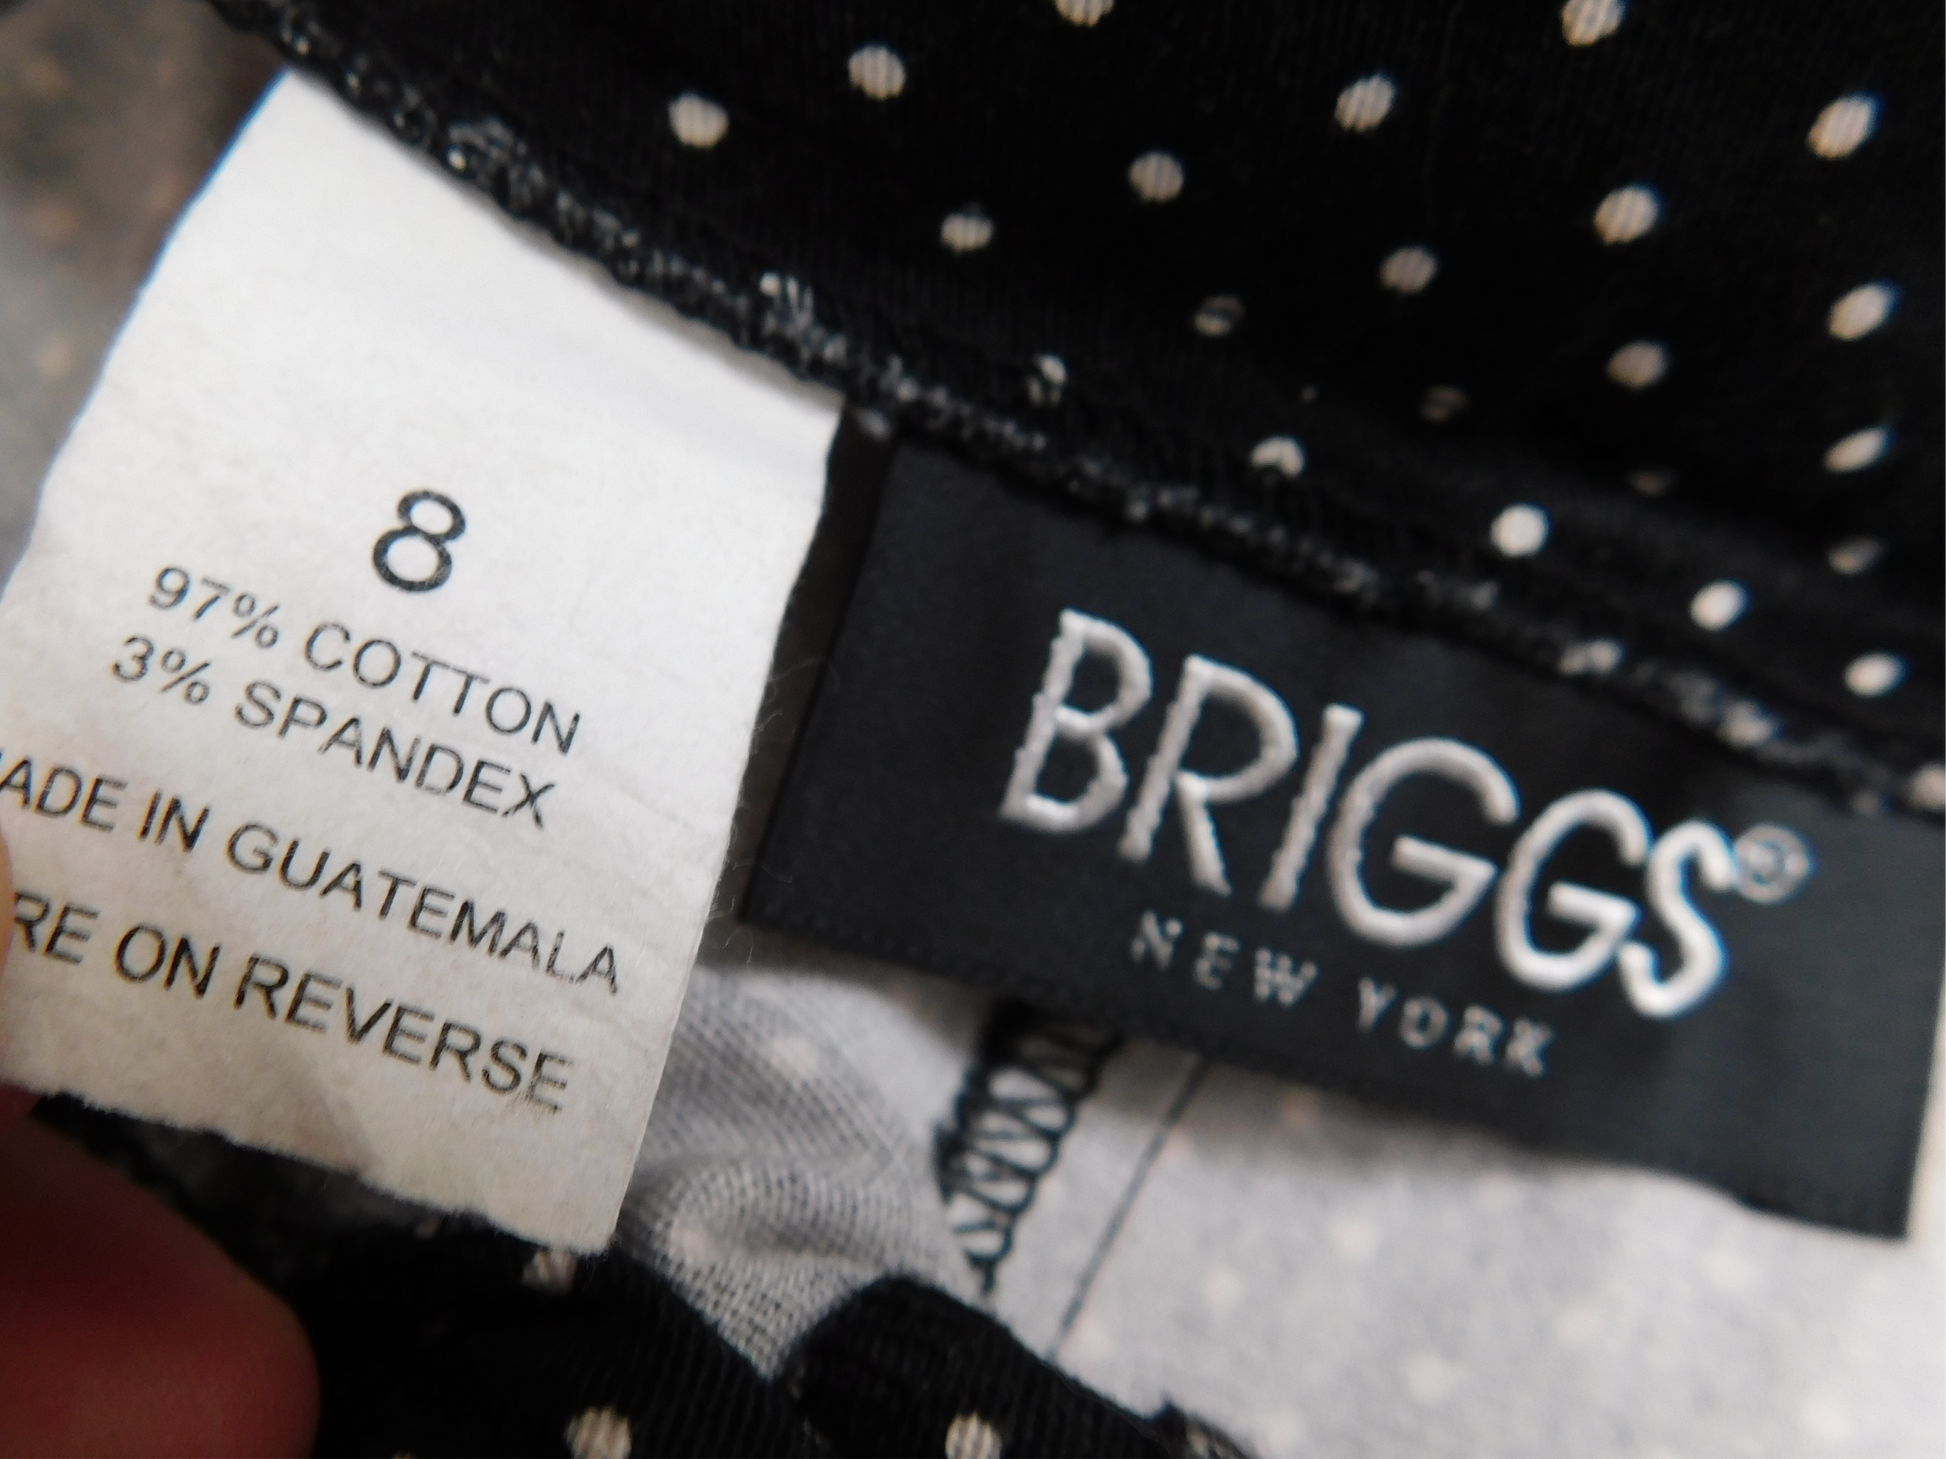 8
97% COTTON
3% SPANDEX
ADE IN GUATEMALA
RE ON REVERSE
BRIGGS®
NEW YORK